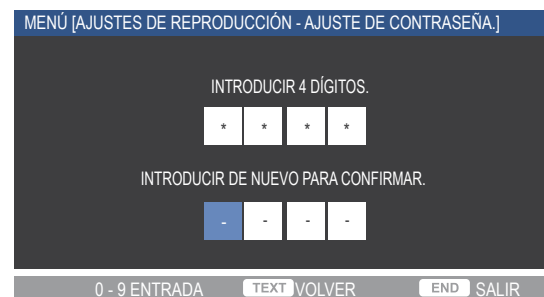 MENÚ [AJUSTES DE REPRODUCCIÓN - AJUSTE DE CONTRASEÑA.]
INTRODUCIR 4 DÍGITOS.
* * * *
INTRODUCIR DE NUEVO PARA CONFIRMAR.
- - - -
0 - 9 ENTRADA TEXT VOLVER END SALIR